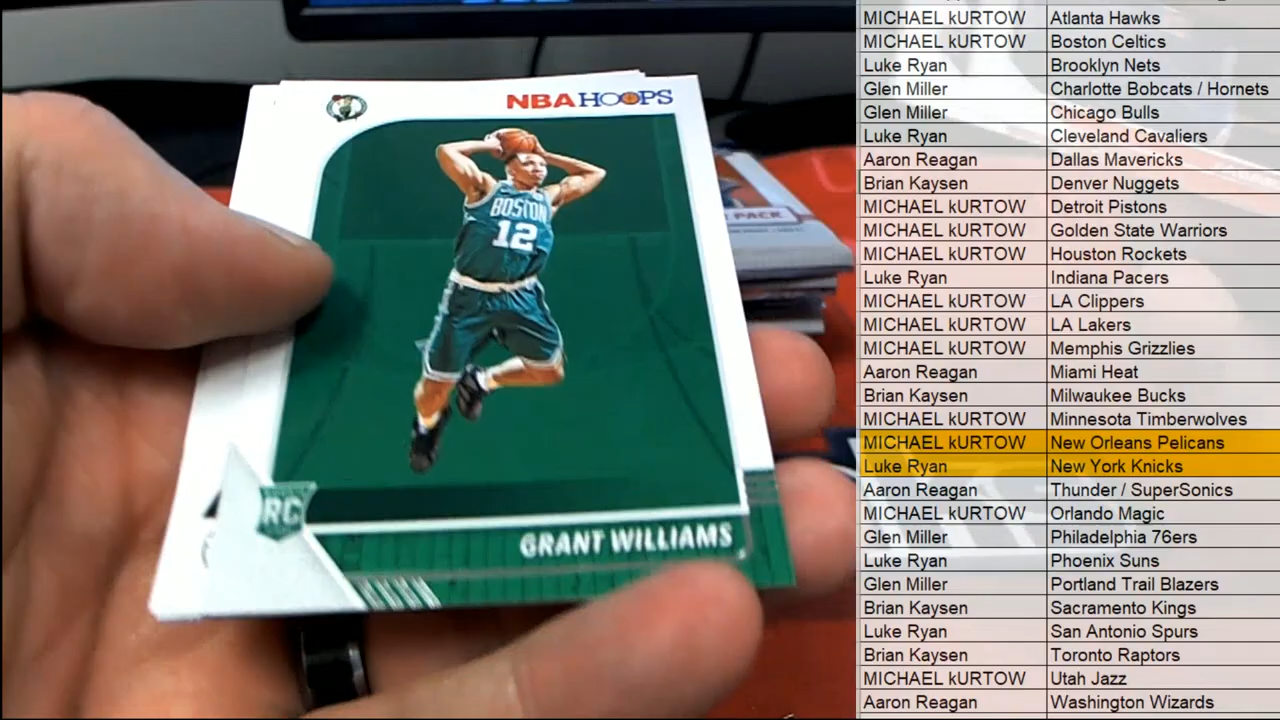 NBA HOOPS
BOSTON
12
PACK
RC
GRANT WILLIAMS
MICHAEL kURTOW Atlanta Hawks
MICHAEL kURTOW Boston Celtics
Luke Ryan Brooklyn Nets
Glen Miller Charlotte Bobcats / Hornets
Glen Miller Chicago Bulls
Luke Ryan Cleveland Cavaliers
Aaron Reagan Dallas Mavericks
Brian Kaysen Denver Nuggets
MICHAEL kURTOW Detroit Pistons
MICHAEL kURTOW Golden State Warriors
MICHAEL kURTOW Houston Rockets
Luke Ryan Indiana Pacers
MICHAEL kURTOW LA Clippers
MICHAEL kURTOW LA Lakers
MICHAEL kURTOW Memphis Grizzlies
Aaron Reagan Miami Heat
Brian Kaysen Milwaukee Bucks
MICHAEL kURTOW Minnesota Timberwolves
MICHAEL kURTOW New Orleans Pelicans
Luke Ryan New York Knicks
Aaron Reagan Thunder / SuperSonics
MICHAEL kURTOW Orlando Magic
Glen Miller Philadelphia 76ers
Luke Ryan Phoenix Suns
Glen Miller Portland Trail Blazers
Brian Kaysen Sacramento Kings
Luke Ryan San Antonio Spurs
Brian Kaysen Toronto Raptors
MICHAEL kURTOW Utah Jazz
Aaron Reagan Washington Wizards